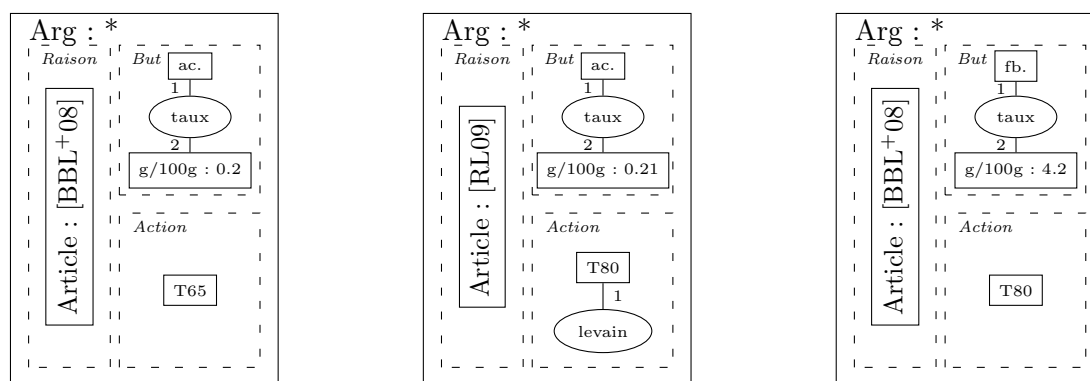 Arg : *
Raison
Article : [BBL+08]
But
ac.
1
taux
2
g/100g : 0.2
Action
T65
Arg : *
Raison
Article : [RL09]
But
ac.
1
taux
2
g/100g : 0.21
Action
T80
1
levain
Arg : *
Raison
Article : [BBL+08]
But
fb.
1
taux
2
g/100g : 4.2
Action
T80